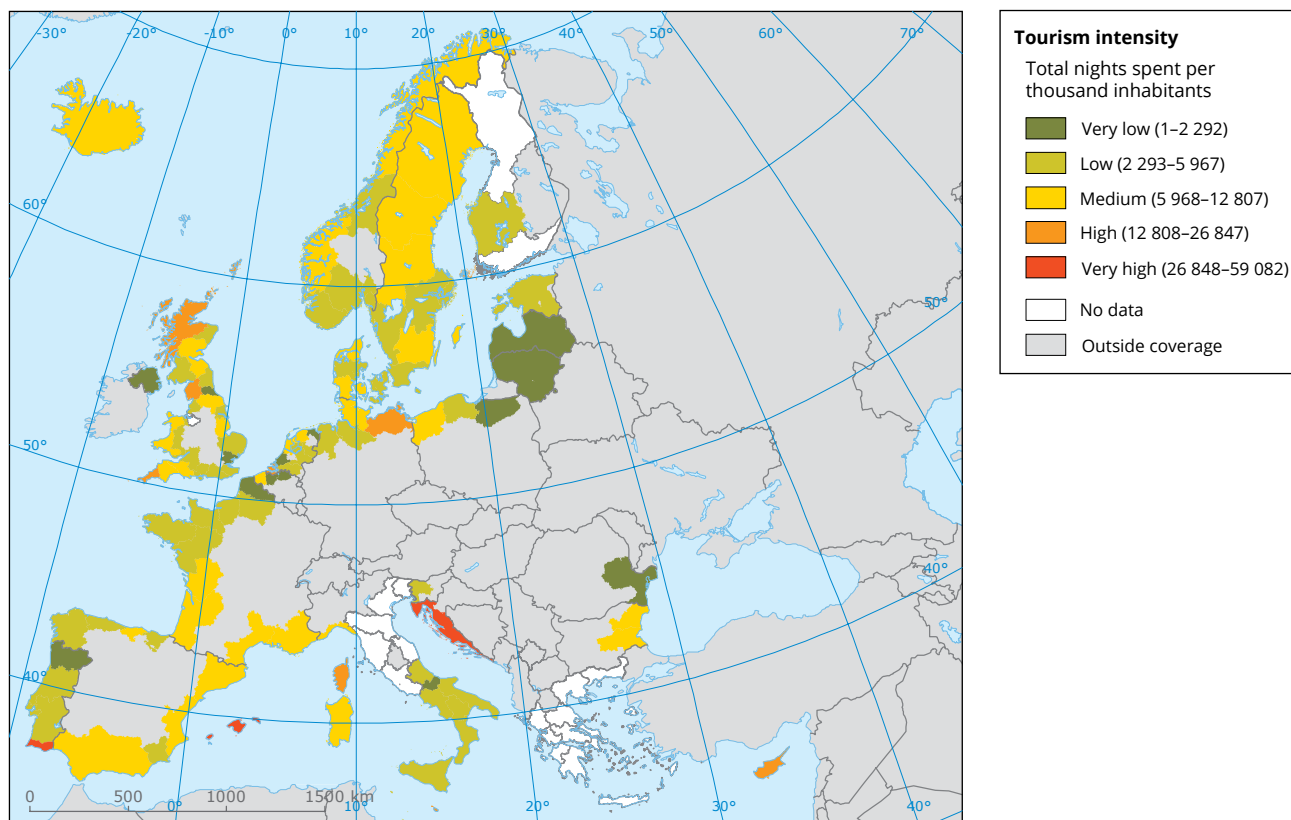 -30°
-20°
-10°
0°
10°
20°
30°
40°
50°
60°
70°
60°
50°
50°
40°
40°
0
500
1000
1500 km
0°
10°
20°
30°
40°
Tourism intensity
Total nights spent per
thousand inhabitants
Very low (1–2 292)
Low (2 293–5 967)
Medium (5 968–12 807)
High (12 808–26 847)
Very high (26 848–59 082)
No data
Outside coverage